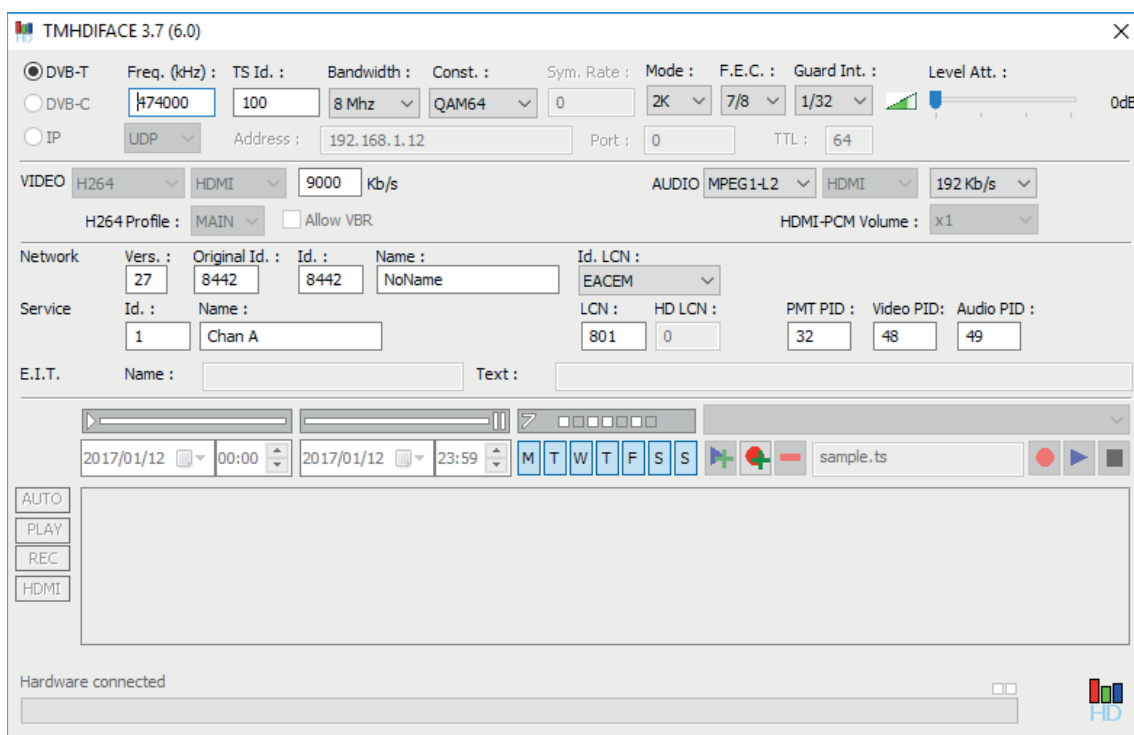 TMHDIFACE 3.7 (6.0)
DVB-T Freq. (kHz) : TS Id. : Bandwidth : Const. : Sym. Rate : Mode : F.E.C. : Guard Int. : Level Att. :
DVB-C 474000 100 8 Mhz QAM64 0 2K 7/8 1/32 0dB
IP UDP Address : 192.168.1.12 Port : 0 TTL : 64
VIDEO H264 HDMI 9000 Kb/s AUDIO MPEG1-L2 HDMI 192 Kb/s
H264 Profile : MAIN Allow VBR HDMI-PCM Volume : x1
Network Vers. : Original Id. : Id. : Name : Id. LCN :
27 8442 8442 NoName EACEM
Service Id. : Name : LCN : HD LCN : PMT PID : Video PID: Audio PID :
1 Chan A 801 0 32 48 49
E.I.T. Name : Text :
2017/01/12 00:00 2017/01/12 23:59 M T W T F S S sample.ts
AUTO
PLAY
REC
HDMI
Hardware connected
HD